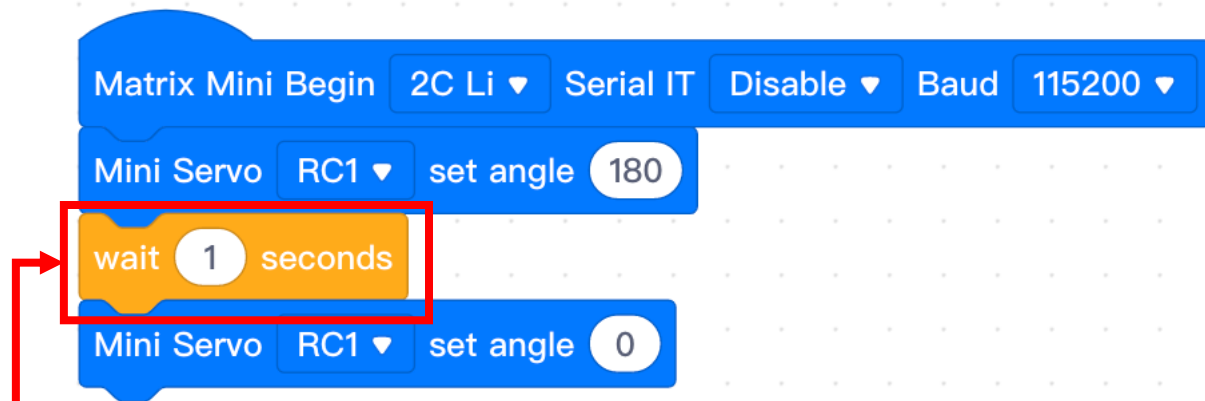 Matrix Mini Begin 2C Li Serial IT Disable Baud 115200
Mini Servo RC1 set angle 180
wait 1 seconds
Mini Servo RC1 set angle 0